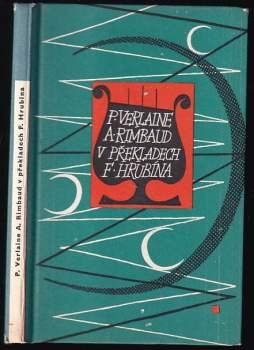 P. Verlaine A. Rimbaud v překladech F. Hrubína
P·VERLAINE
A·RIMBAUD
V PŘEKLADECH
F·HRUBÍNA